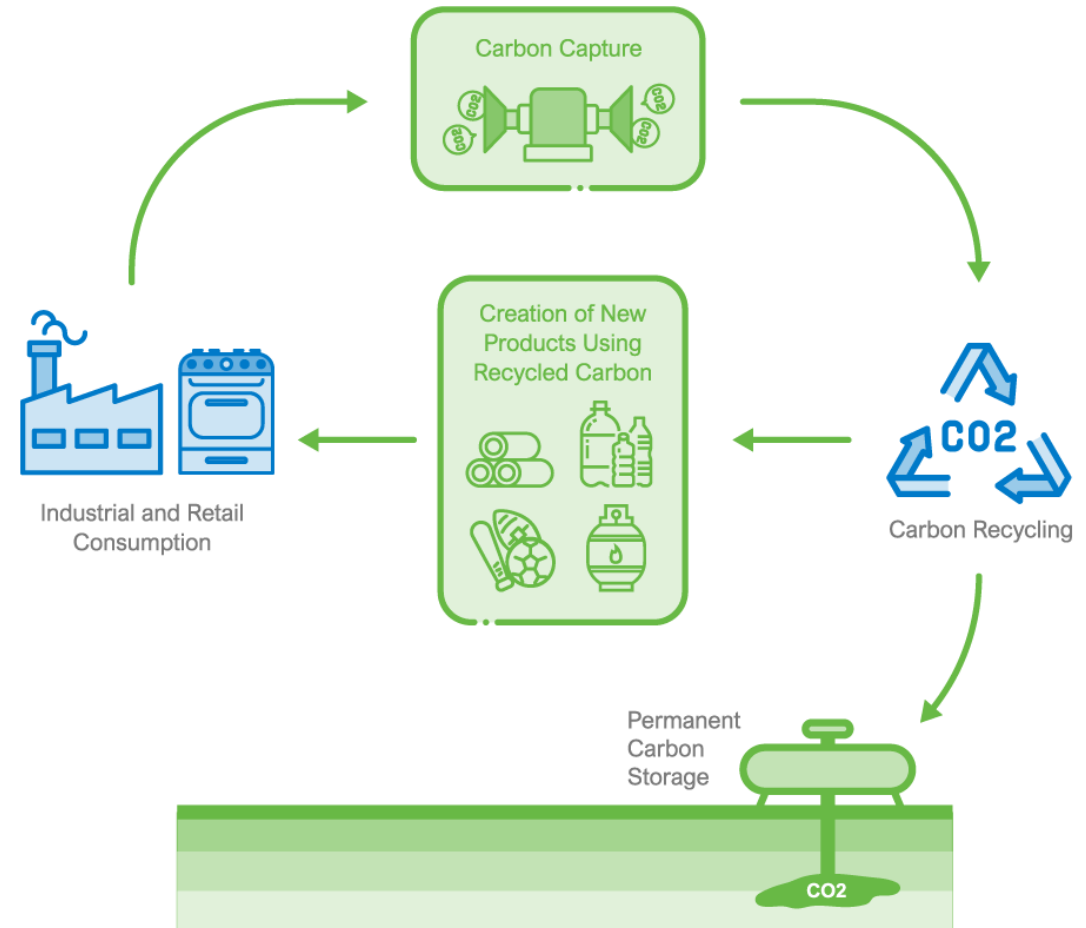 Carbon Capture
CO2
CO2
CO2
CO2
Creation of New
Products Using
Recycled Carbon
CO2
Industrial and Retail
Consumption
Carbon Recycling
Permanent
Carbon
Storage
CO2